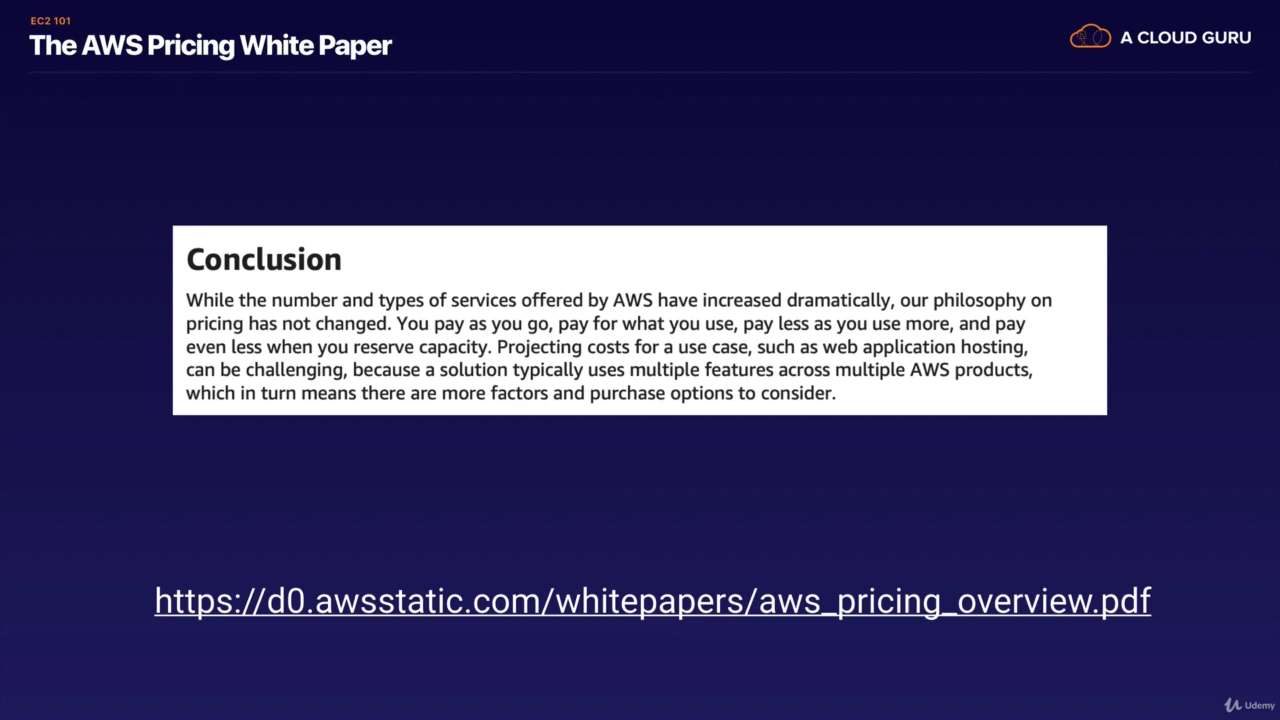 EC2 101
The AWS Pricing White Paper
A CLOUD GURU
Conclusion
While the number and types of services offered by AWS have increased dramatically, our philosophy on
pricing has not changed. You pay as you go, pay for what you use, pay less as you use more, and pay
even less when you reserve capacity. Projecting costs for a use case, such as web application hosting,
can be challenging, because a solution typically uses multiple features across multiple AWS products,
which in turn means there are more factors and purchase options to consider.
https://d0.awsstatic.com/whitepapers/aws_pricing_overview.pdf
Udemy